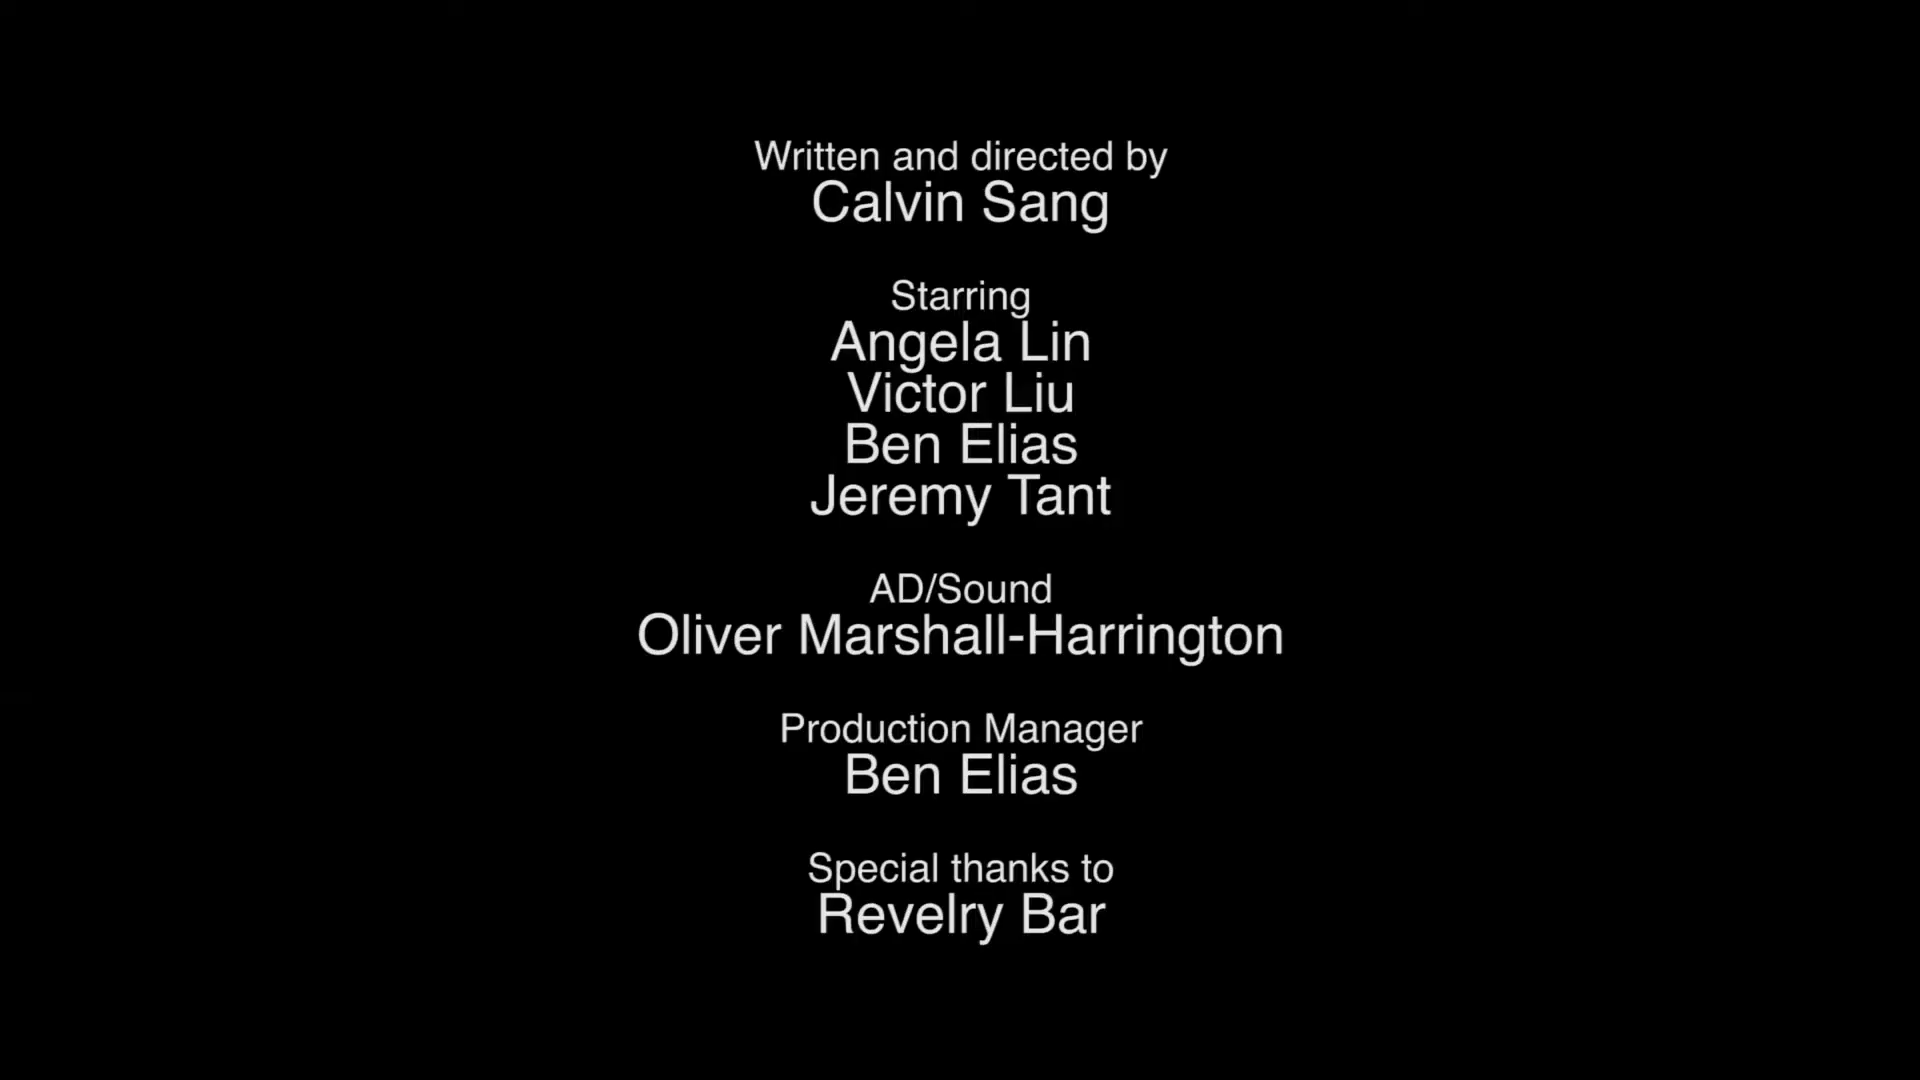 Written and directed by
Calvin Sang
Starring
Angela Lin
Victor Liu
Ben Elias
Jeremy Tant
AD/Sound
Oliver Marshall-Harrington
Production Manager
Ben Elias
Special thanks to
Revelry Bar